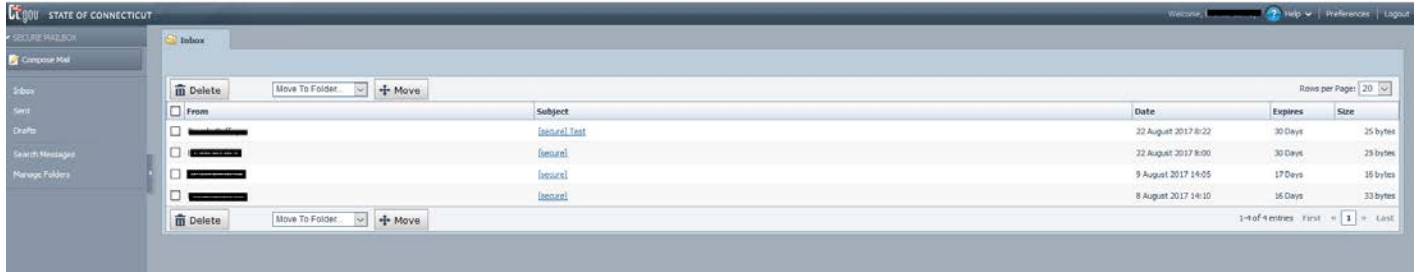 Ct.gov STATE OF CONNECTICUT
Welcome, Help Preferences | Logout
SECURE MAILBOX
Inbox
Compose Mail
Delete Move To Folder... Move Rows per Page: 20
Inbox
From Subject Date Expires Size
Sent
Drafts
[secure] Test 22 August 2017 8:22 30 Days 25 bytes
Search Messages
[secure] 22 August 2017 8:00 30 Days 29 bytes
Manage Folders
[secure] 9 August 2017 14:05 17 Days 16 bytes
[secure] 8 August 2017 14:10 16 Days 33 bytes
Delete Move To Folder... Move 1-4 of 4 entries First « 1 » Last